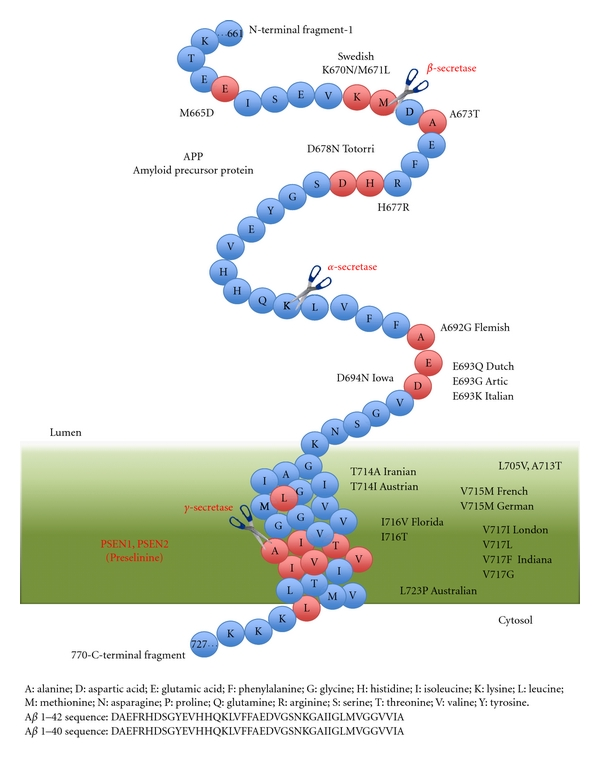 N-terminal fragment-1
661
K
T
E
E
I
S
E
V
K
M
D
A
E
F
R
H
D
S
G
Y
E
V
H
H
Q
K
L
V
F
F
A
E
D
V
G
S
N
K
G
A
I
I
G
L
M
V
G
G
V
V
I
A
T
V
I
V
I
T
L
V
M
L
K
K
K
727...
Swedish
K670N/M671L
β-secretase
M665D
A673T
D678N Totorri
APP
Amyloid precursor protein
H677R
α-secretase
A692G Flemish
D694N Iowa
E693Q Dutch
E693G Artic
E693K Italian
Lumen
T714A Iranian
T714I Austrian
L705V, A713T
V715M French
V715M German
γ-secretase
I716V Florida
I716T
V717I London
V717L
V717F Indiana
V717G
PSEN1, PSEN2
(Preselinine)
L723P Australian
Cytosol
770-C-terminal fragment
A: alanine; D: aspartic acid; E: glutamic acid; F: phenylalanine; G: glycine; H: histidine; I: isoleucine; K: lysine; L: leucine;
M: methionine; N: asparagine; P: proline; Q: glutamine; R: arginine; S: serine; T: threonine; V: valine; Y: tyrosine.
Aβ 1–42 sequence: DAEFRHDSGYEVHHQKLVFFAEDVGSNKGAIIGLMVGGVVIA
Aβ 1–40 sequence: DAEFRHDSGYEVHHQKLVFFAEDVGSNKGAIIGLMVGGVVIA